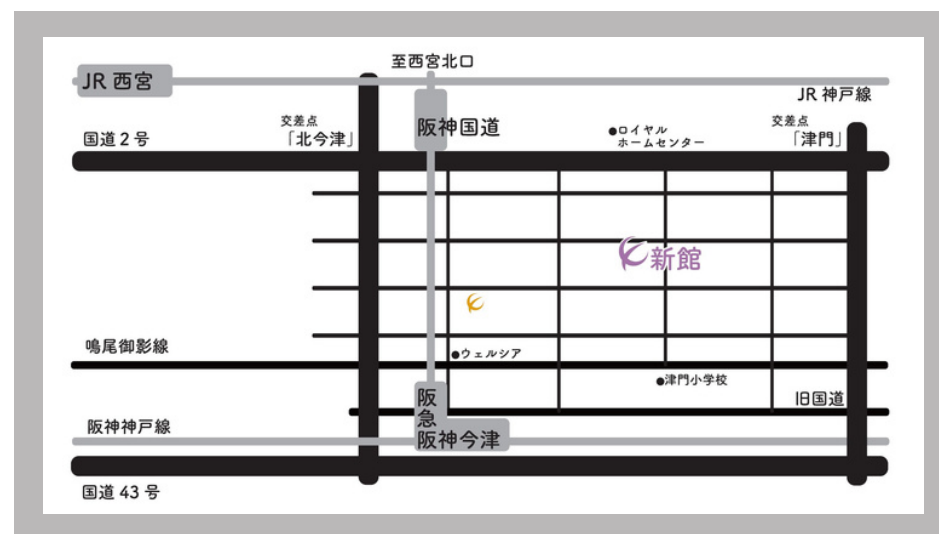 至西宮北口
JR 西宮
JR 神戸線
阪神国道
交差点
「北今津」
国道2号
●ロイヤル
ホームセンター
交差点
「津門」
新館
鳴尾御影線
●ウェルシア
●津門小学校
阪急
旧国道
阪神神戸線
阪神今津
国道 43 号